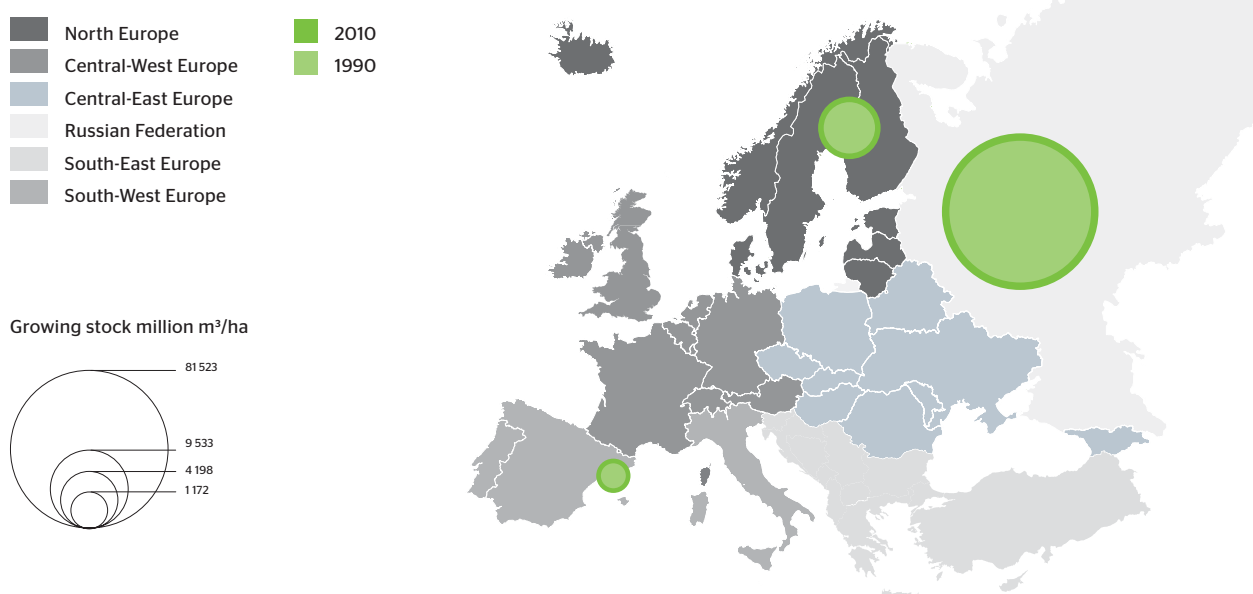 North Europe
Central-West Europe
Central-East Europe
Russian Federation
South-East Europe
South-West Europe
2010
1990
Growing stock million m³/ha
81 523
9 533
4 198
1 172